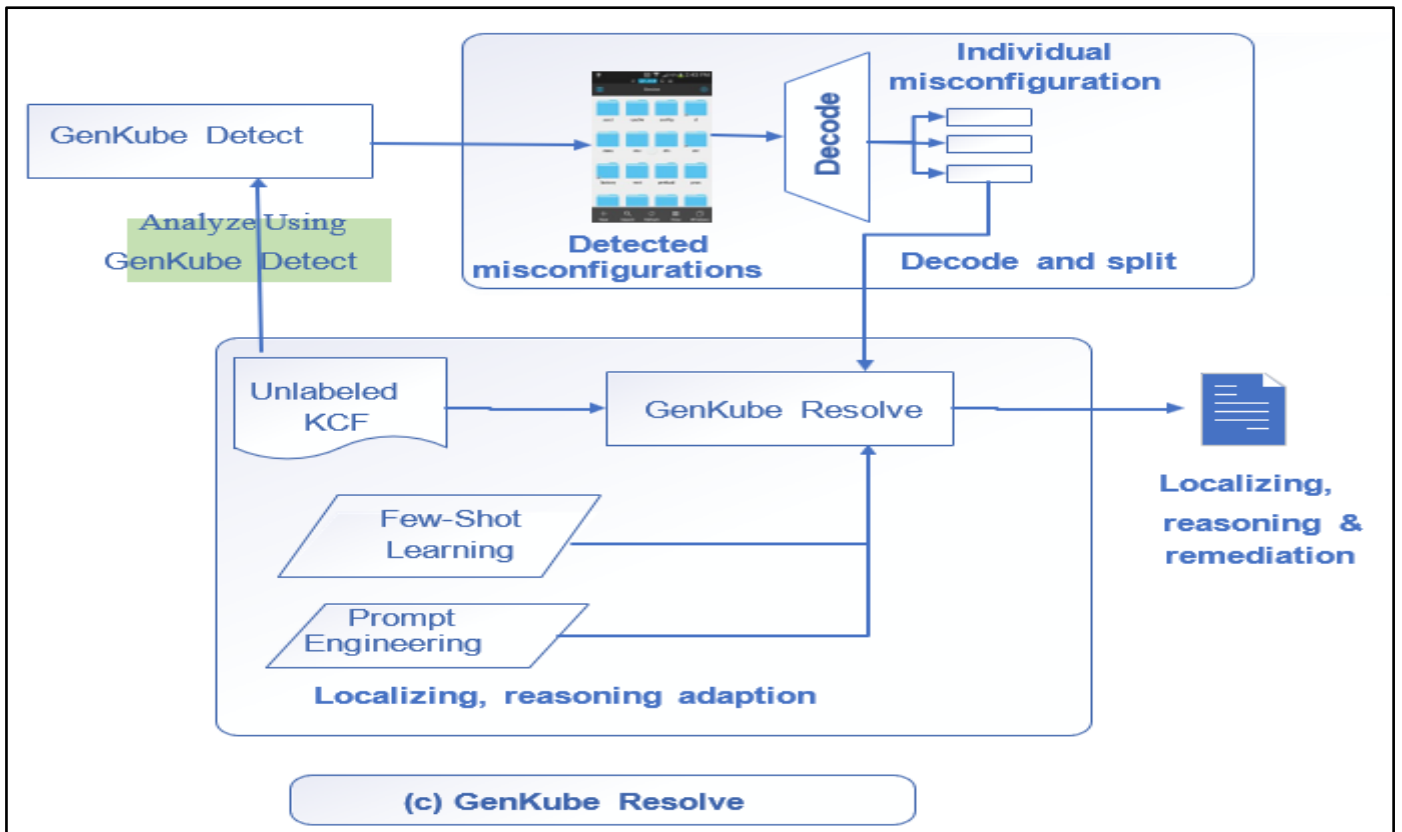 Individual
misconfiguration
GenKube Detect
Decode
Analyze Using
GenKube Detect
Detected
misconfigurations
Decode and split
Unlabeled
KCF
GenKube Resolve
Few-Shot
Learning
Prompt
Engineering
Localizing, reasoning adaption
Localizing,
reasoning &
remediation
(c) GenKube Resolve